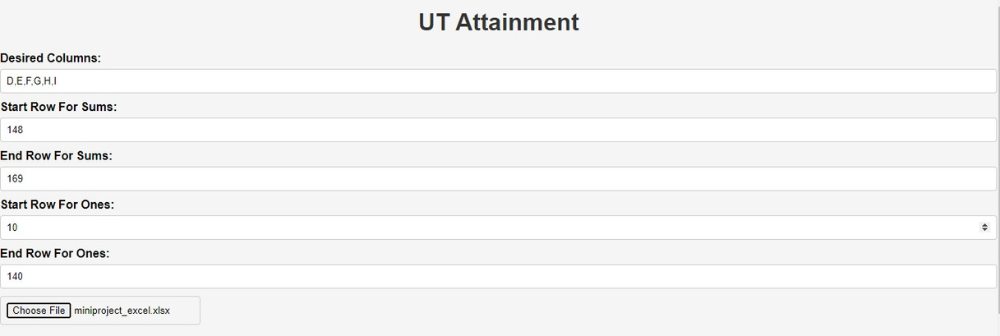 UT Attainment
Desired Columns:
D,E,F,G,H,I
Start Row For Sums:
148
End Row For Sums:
169
Start Row For Ones:
10
End Row For Ones:
140
Choose File miniproject_excel.xlsx